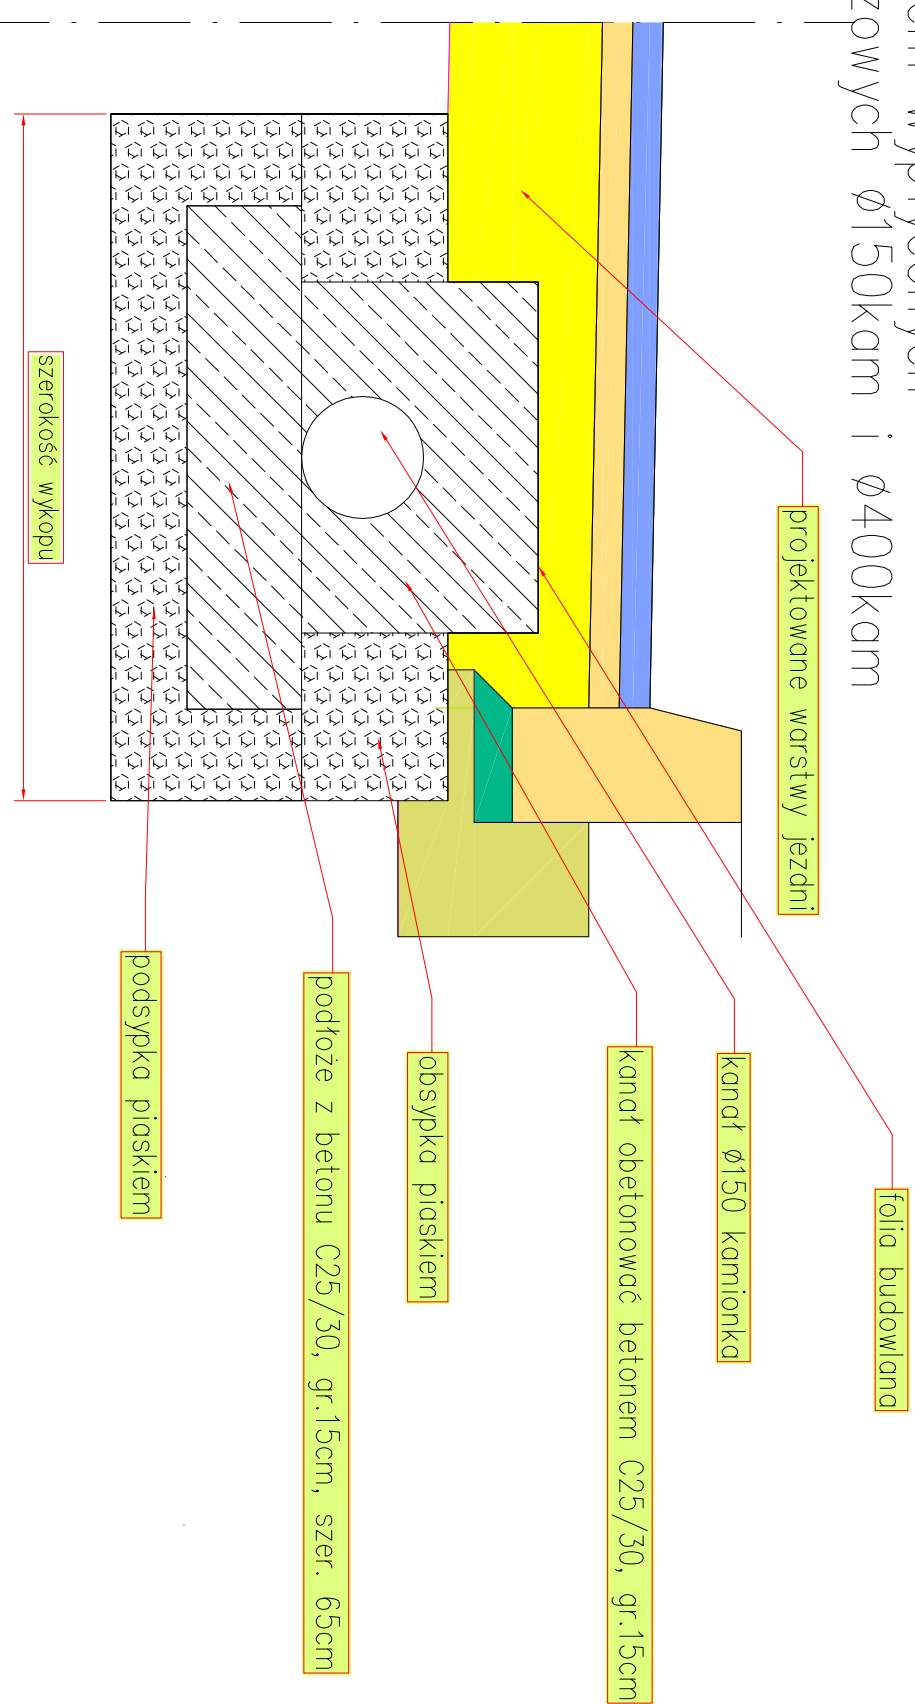 zowych Ø150kam i Ø400kam
projektowane warstwy jezdni
folia budowlana
kanał Ø150 kamionka
kanał obetonować betonem C25/30, gr.15cm
obsypka piaskiem
podłoże z betonu C25/30, gr.15cm, szer. 65cm
podsypka piaskiem
szerokość wykopu